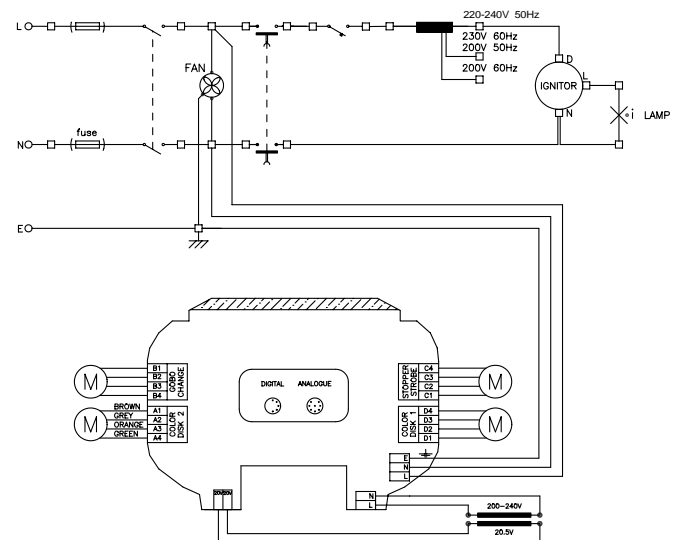 220-240V 50Hz
L
230V 60Hz
200V 50Hz
200V 60Hz
D
FAN
L
IGNITOR
N
i LAMP
fuse
N
E
B1
B2
B3
B4
GOBO CHANGE
M
DIGITAL ANALOGUE
STOPPER STROBE
C4
C3
C2
C1
M
BROWN
GREY
ORANGE
GREEN
A1
A2
A3
A4
COLOR DISK 2
M
COLOR DISK 1
D4
D3
D2
D1
M
E
N
L
20V 20V
N
L
200-240V
20.5V